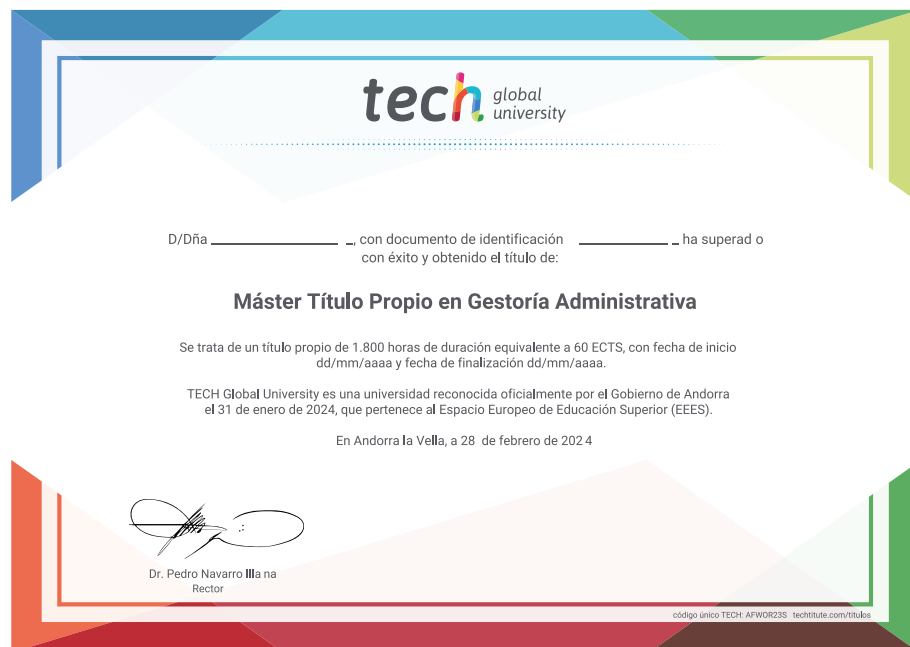 tech global university
D/Dña _____________ _, con documento de identificación _________ _ ha superad o
con éxito y obtenido el título de:
Máster Título Propio en Gestoría Administrativa
Se trata de un título propio de 1.800 horas de duración equivalente a 60 ECTS, con fecha de inicio
dd/mm/aaaa y fecha de finalización dd/mm/aaaa.
TECH Global University es una universidad reconocida oficialmente por el Gobierno de Andorra
el 31 de enero de 2024, que pertenece al Espacio Europeo de Educación Superior (EEES).
En Andorra la Vella, a 28 de febrero de 2024
Dr. Pedro Navarro Illa na
Rector
código único TECH: AFWOR23S techtitute.com/titulos